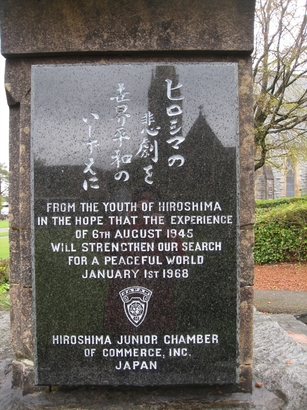 ヒロシマの
悲劇を
世界平和の
いしずえに
FROM THE YOUTH OF HIROSHIMA
IN THE HOPE THAT THE EXPERIENCE
OF 6TH AUGUST 1945
WILL STRENGTHEN OUR SEARCH
FOR A PEACEFUL WORLD
JANUARY 1ST 1968
JAPAN
HIROSHIMA JUNIOR CHAMBER
OF COMMERCE, INC.
JAPAN